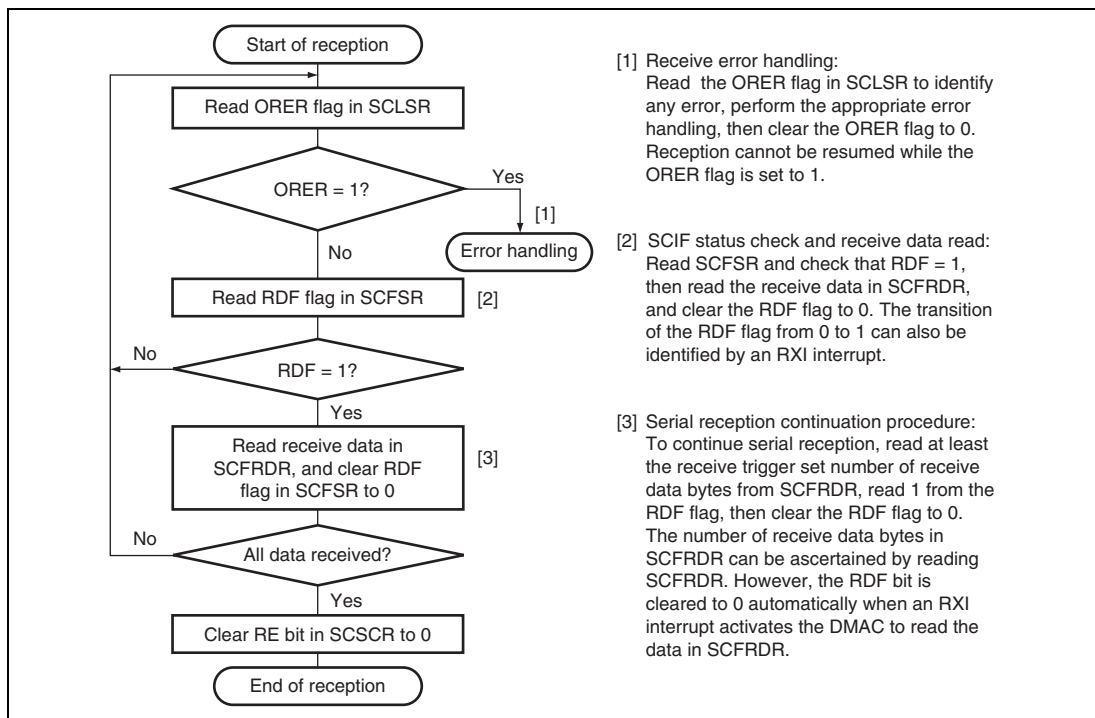 Start of reception
Read ORER flag in SCLSR
ORER = 1?
Yes
[1]
Error handling
No
Read RDF flag in SCFSR
[2]
No
RDF = 1?
Yes
Read receive data in
SCFRDR, and clear RDF
flag in SCFSR to 0
[3]
No
All data received?
Yes
Clear RE bit in SCSCR to 0
End of reception
[1] Receive error handling:
Read the ORER flag in SCLSR to identify
any error, perform the appropriate error
handling, then clear the ORER flag to 0.
Reception cannot be resumed while the
ORER flag is set to 1.
[2] SCIF status check and receive data read:
Read SCFSR and check that RDF = 1,
then read the receive data in SCFRDR,
and clear the RDF flag to 0. The transition
of the RDF flag from 0 to 1 can also be
identified by an RXI interrupt.
[3] Serial reception continuation procedure:
To continue serial reception, read at least
the receive trigger set number of receive
data bytes from SCFRDR, read 1 from the
RDF flag, then clear the RDF flag to 0.
The number of receive data bytes in
SCFRDR can be ascertained by reading
SCFRDR. However, the RDF bit is
cleared to 0 automatically when an RXI
interrupt activates the DMAC to read the
data in SCFRDR.